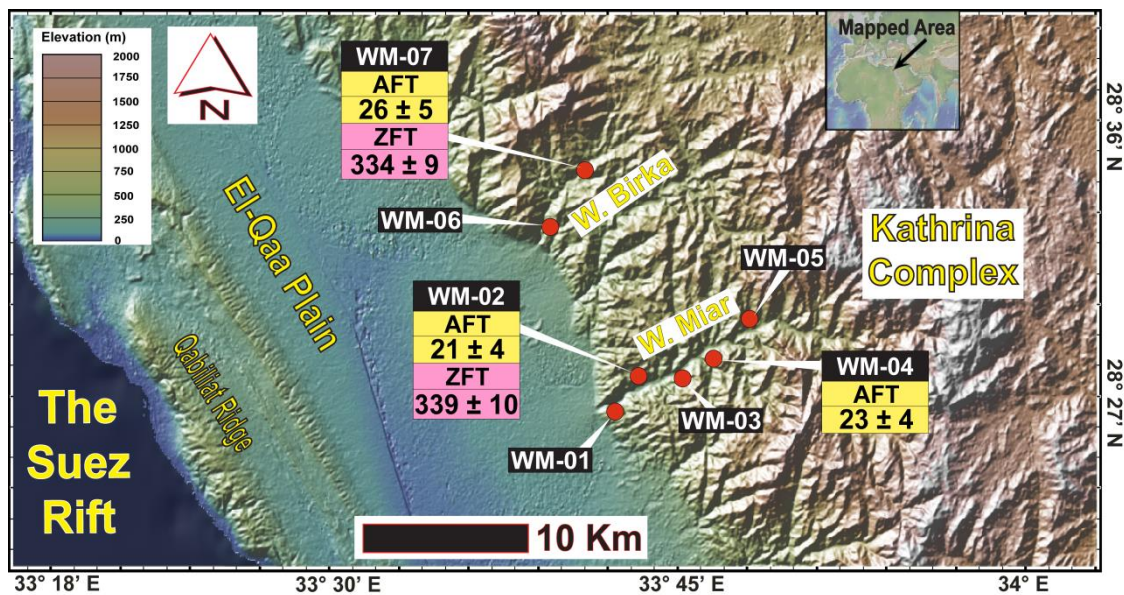 Elevation (m)
2000
1750
1500
1250
1000
750
500
250
0
N
WM-07
AFT
26 ± 5
ZFT
334 ± 9
Mapped Area
28° 36' N
El-Qaa Plain
W. Birka
WM-06
Kathrina
Complex
WM-05
WM-02
AFT
21 ± 4
ZFT
339 ± 10
W. Miar
WM-04
AFT
23 ± 4
WM-03
WM-01
28° 27' N
Qabiliat Ridge
The
Suez
Rift
10 Km
33° 18' E
33° 30 E
33° 45 E
34° E